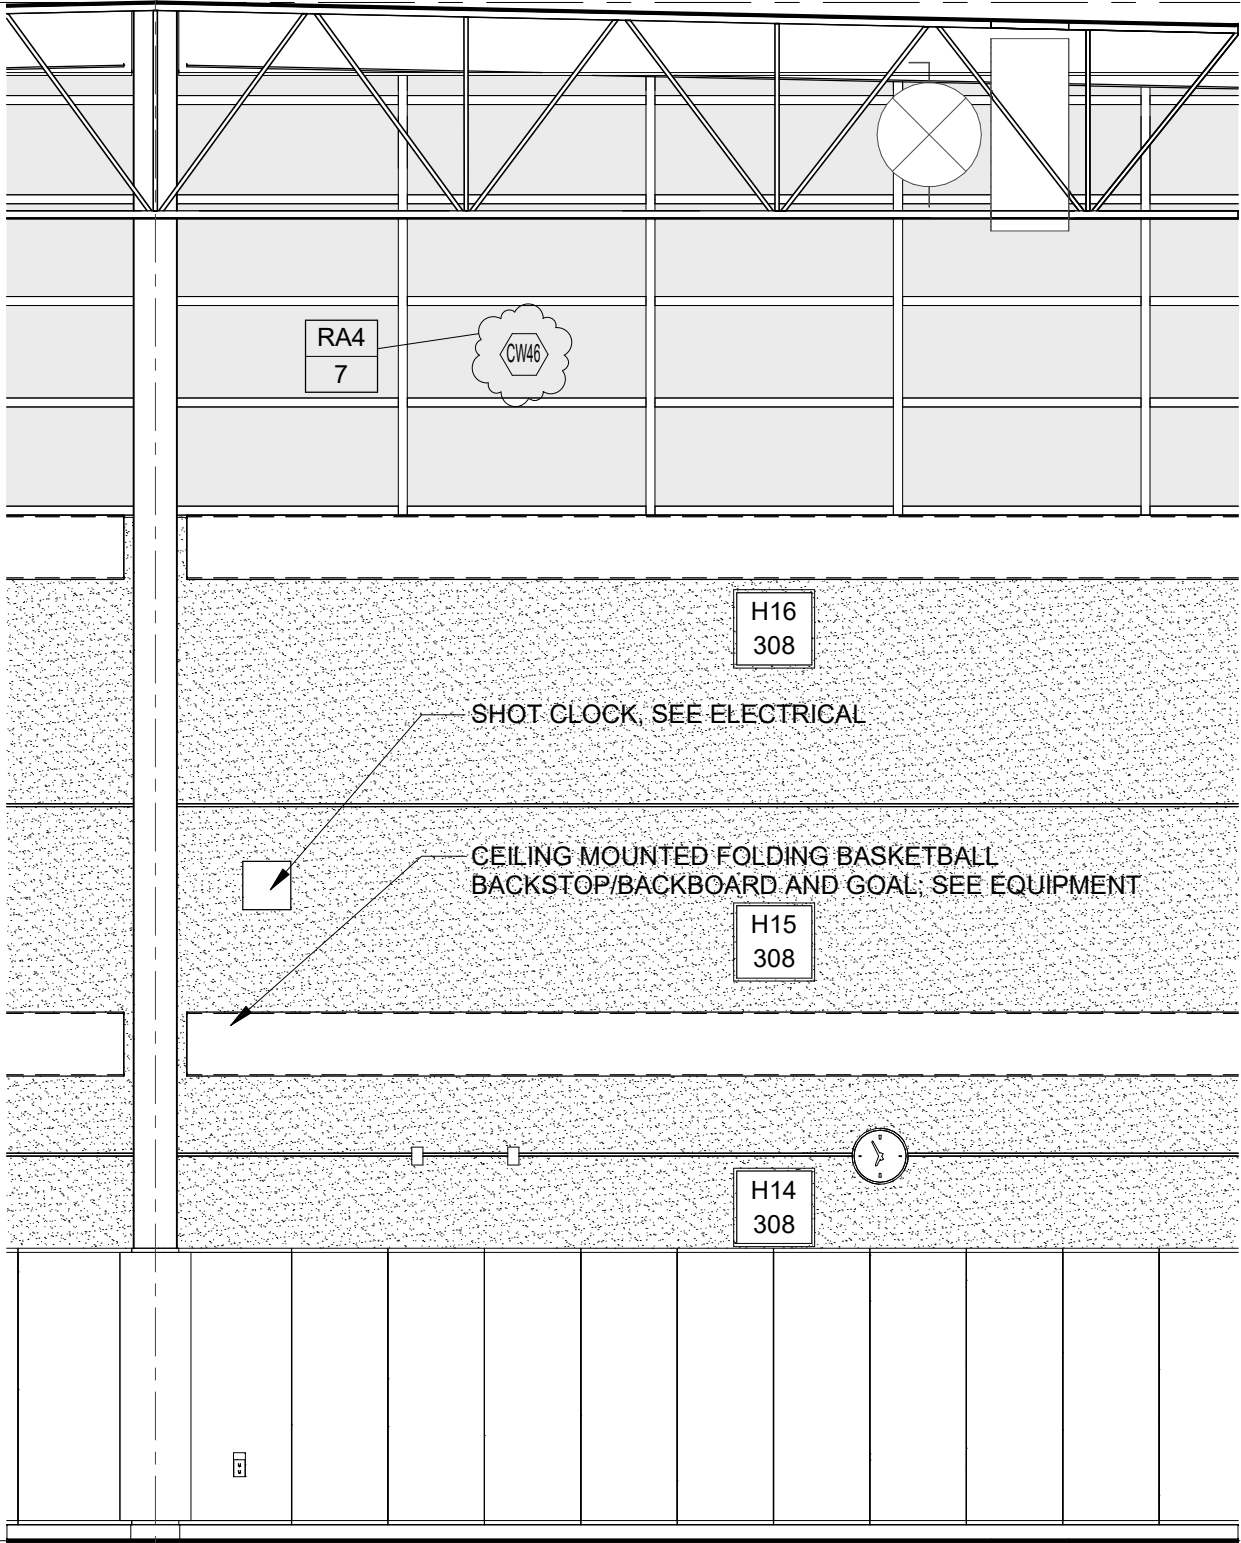 RA4
7
CW46
H16
308
SHOT CLOCK, SEE ELECTRICAL
CEILING MOUNTED FOLDING BASKETBALL
BACKSTOP/BACKBOARD AND GOAL; SEE EQUIPMENT
H15
308
H14
308